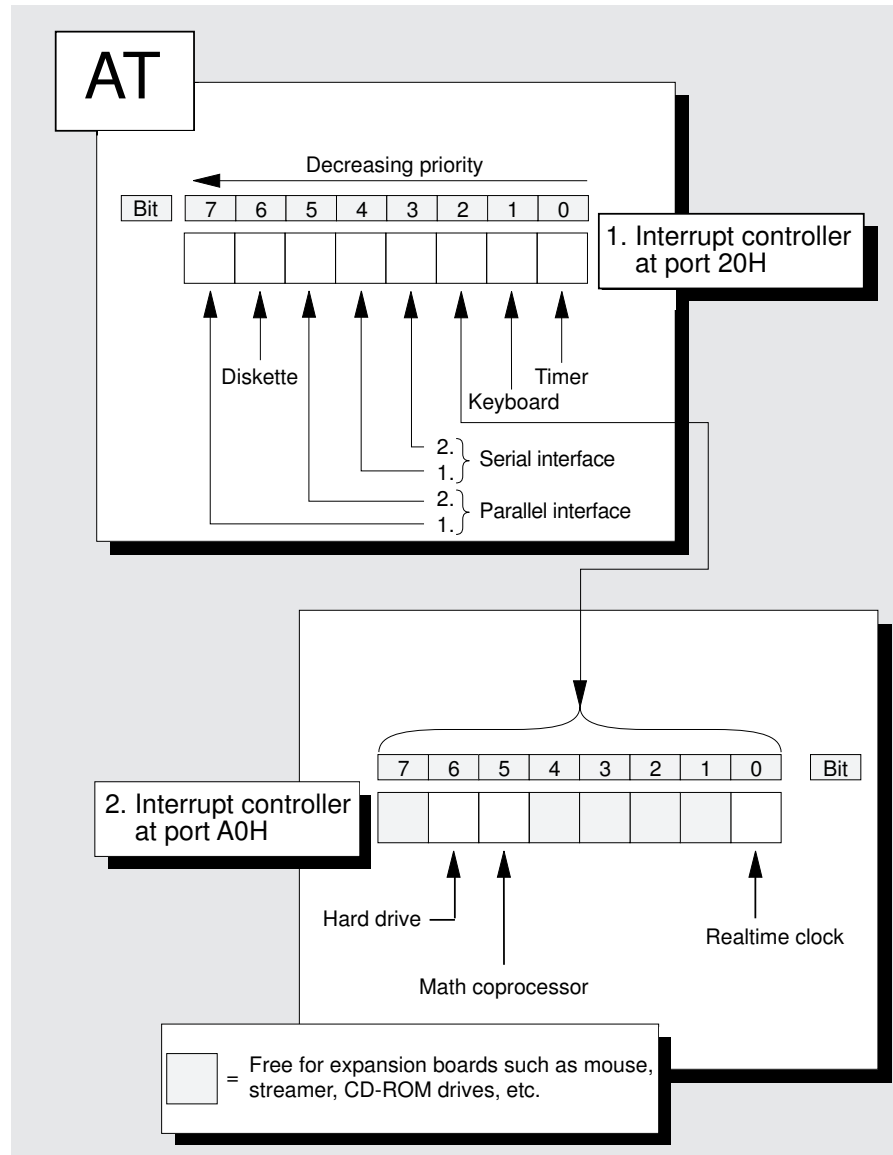 AT
Decreasing priority
Bit 7 6 5 4 3 2 1 0
1. Interrupt controller
at port 20H
Diskette
Timer
Keyboard
2.
1.
Serial interface
2.
1.
Parallel interface
7 6 5 4 3 2 1 0 Bit
2. Interrupt controller
at port A0H
Hard drive
Realtime clock
Math coprocessor
= Free for expansion boards such as mouse,
streamer, CD-ROM drives, etc.